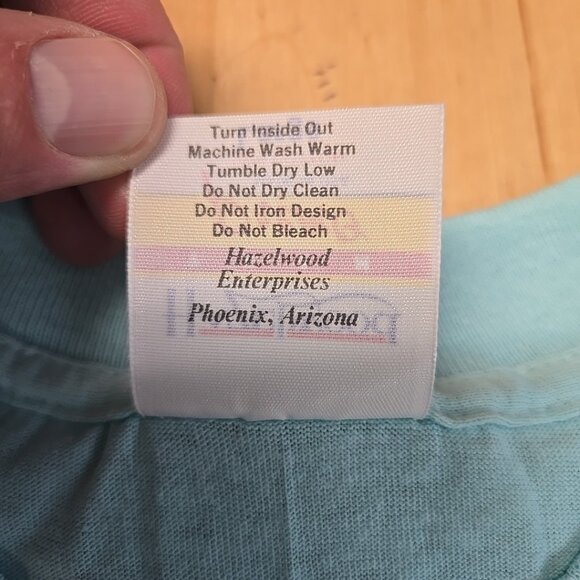 Turn Inside Out
Machine Wash Warm
Tumble Dry Low
Do Not Dry Clean
Do Not Iron Design
Do Not Bleach
Hazelwood
Enterprises
Phoenix, Arizona